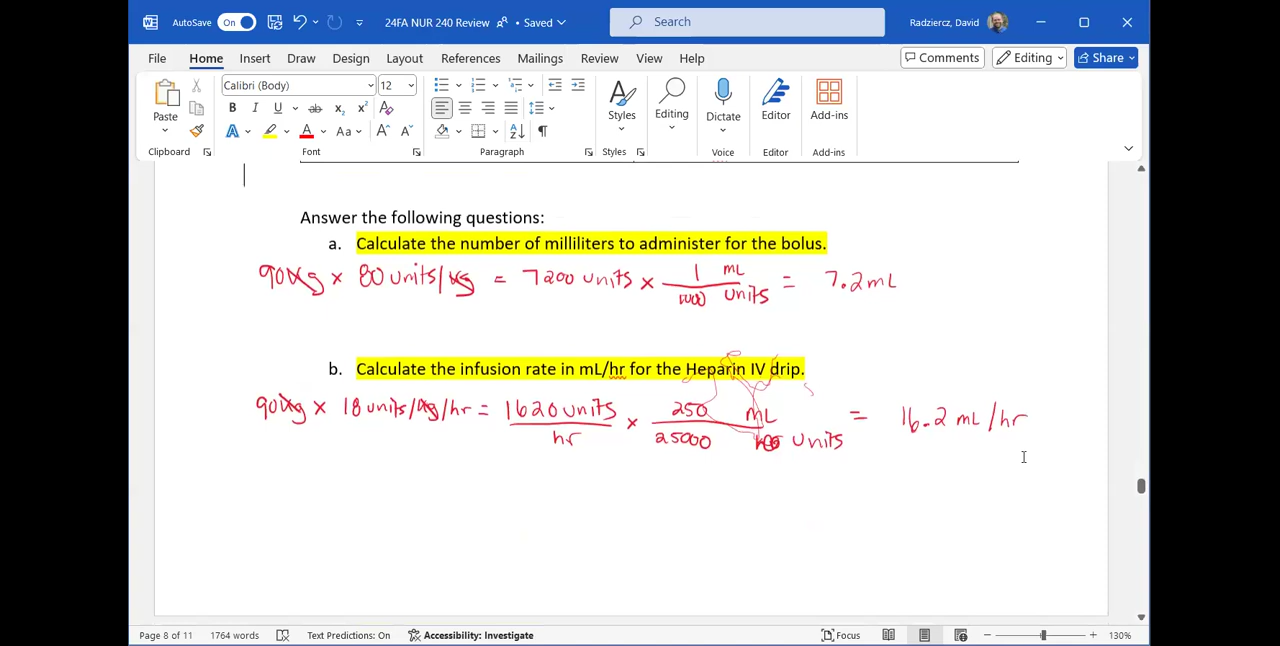 AutoSave On 24FA NUR 240 Review • Saved Search Radziercz, David
File Home Insert Draw Design Layout References Mailings Review View Help Comments Editing Share
Paste Calibri (Body) 12 Styles Editing Dictate Editor Add-ins
B I U ab x₂ x² A
A A Aa A A
Clipboard Font Paragraph Styles Voice Editor Add-ins
Answer the following questions:
a. Calculate the number of milliliters to administer for the bolus.
90kg × 80 units/kg = 7200 units × 1 mL / 1000 units = 7.2 mL
b. Calculate the infusion rate in mL/hr for the Heparin IV drip.
90kg × 18 units/kg/hr = 1620 units / hr × 250 mL / 25000 units = 16.2 mL/hr
Page 8 of 11 1764 words Text Predictions: On Accessibility: Investigate Focus 130%